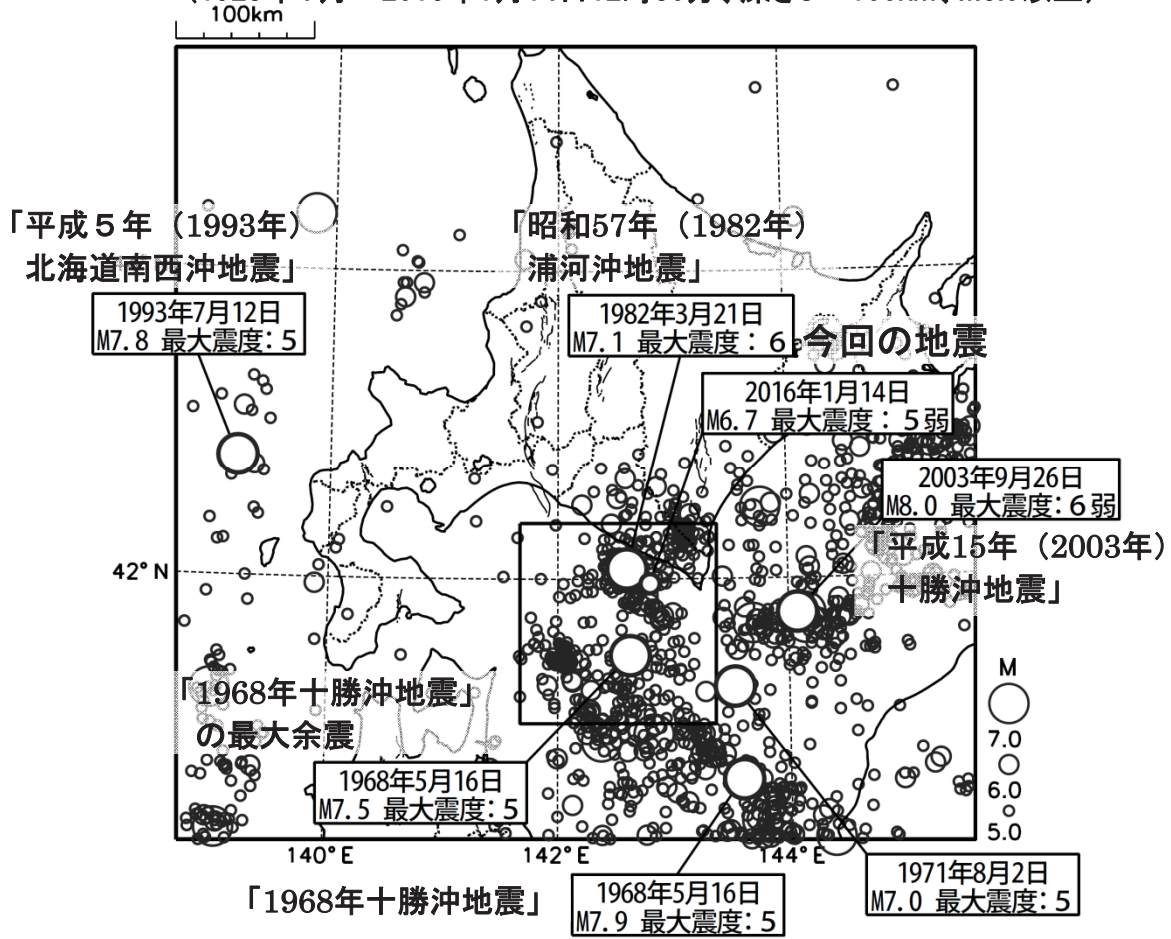 100km
「平成５年（1993年）
北海道南西沖地震」
1993年7月12日
M7.8 最大震度：5
「昭和57年（1982年）
浦河沖地震」
1982年3月21日
M7.1 最大震度：6
今回の地震
2016年1月14日
M6.7 最大震度：５弱
2003年9月26日
M8.0 最大震度：６弱
「平成15年（2003年）
十勝沖地震」
42°N
「1968年十勝沖地震」
の最大余震
1968年5月16日
M7.5 最大震度：5
M
7.0
6.0
5.0
140°E
142°E
144°E
「1968年十勝沖地震」
1968年5月16日
M7.9 最大震度：5
1971年8月2日
M7.0 最大震度：5